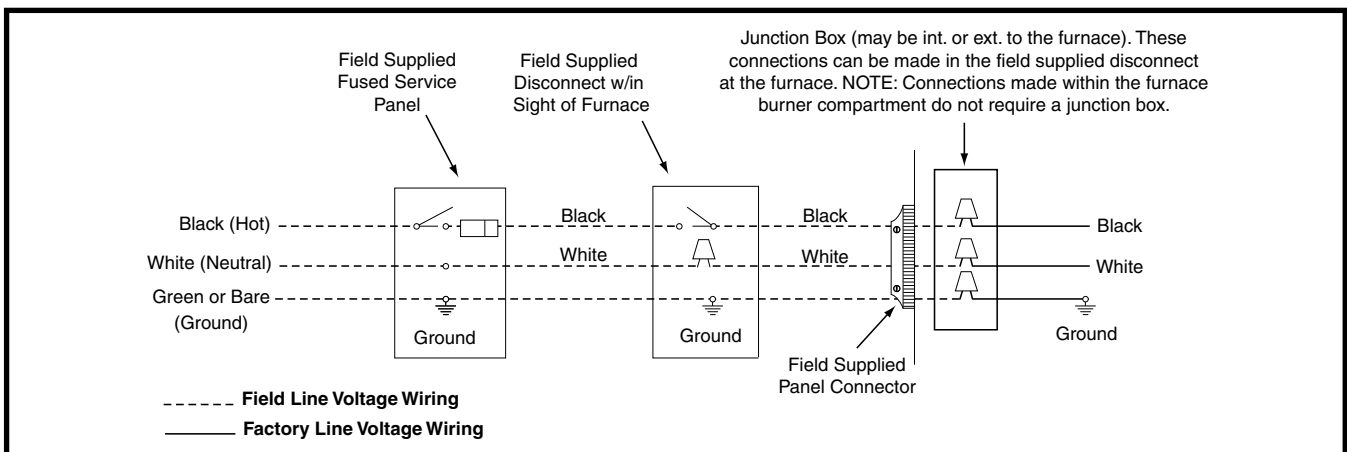 Field Supplied
Fused Service
Panel
Field Supplied
Disconnect w/in
Sight of Furnace
Junction Box (may be int. or ext. to the furnace). These
connections can be made in the field supplied disconnect
at the furnace. NOTE: Connections made within the furnace
burner compartment do not require a junction box.
Black (Hot)
Black
Black
Black
White (Neutral)
White
White
White
Green or Bare
(Ground)
Ground
Ground
Ground
Field Supplied
Panel Connector
Field Line Voltage Wiring
Factory Line Voltage Wiring